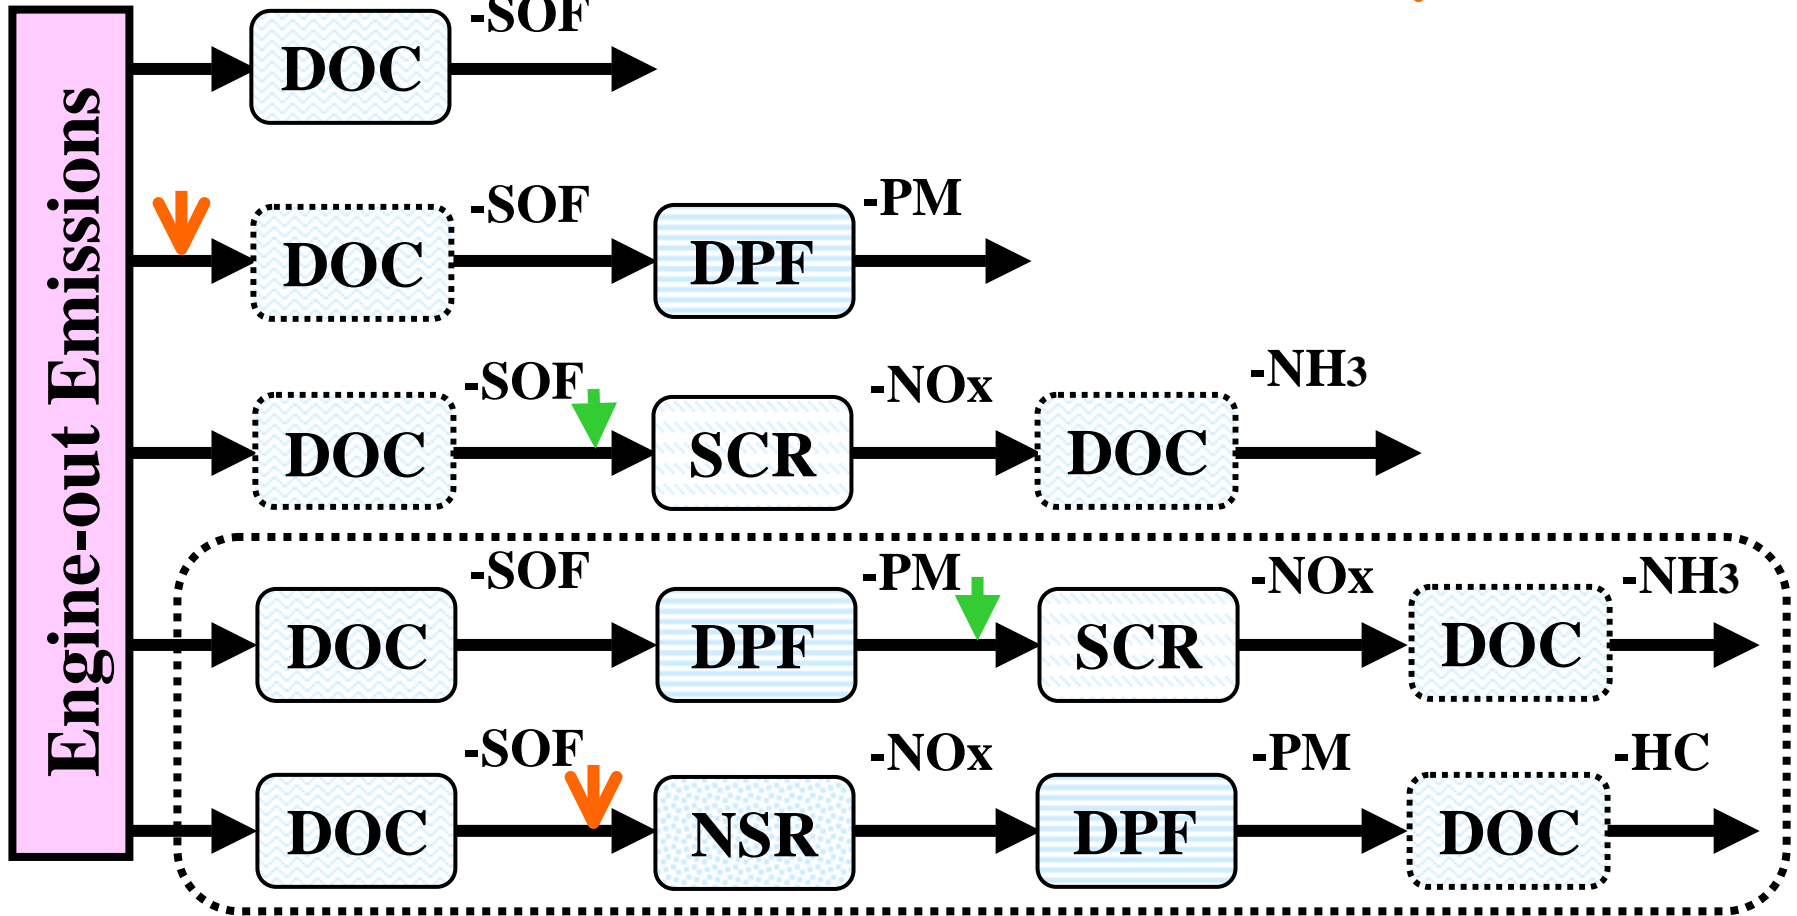 Engine-out Emissions
-SOF
DOC
-SOF
-PM
DOC
DPF
-SOF
-NOx
-NH3
DOC
SCR
DOC
-SOF
-PM
-NOx
-NH3
DOC
DPF
SCR
DOC
-SOF
-NOx
-PM
-HC
DOC
NSR
DPF
DOC